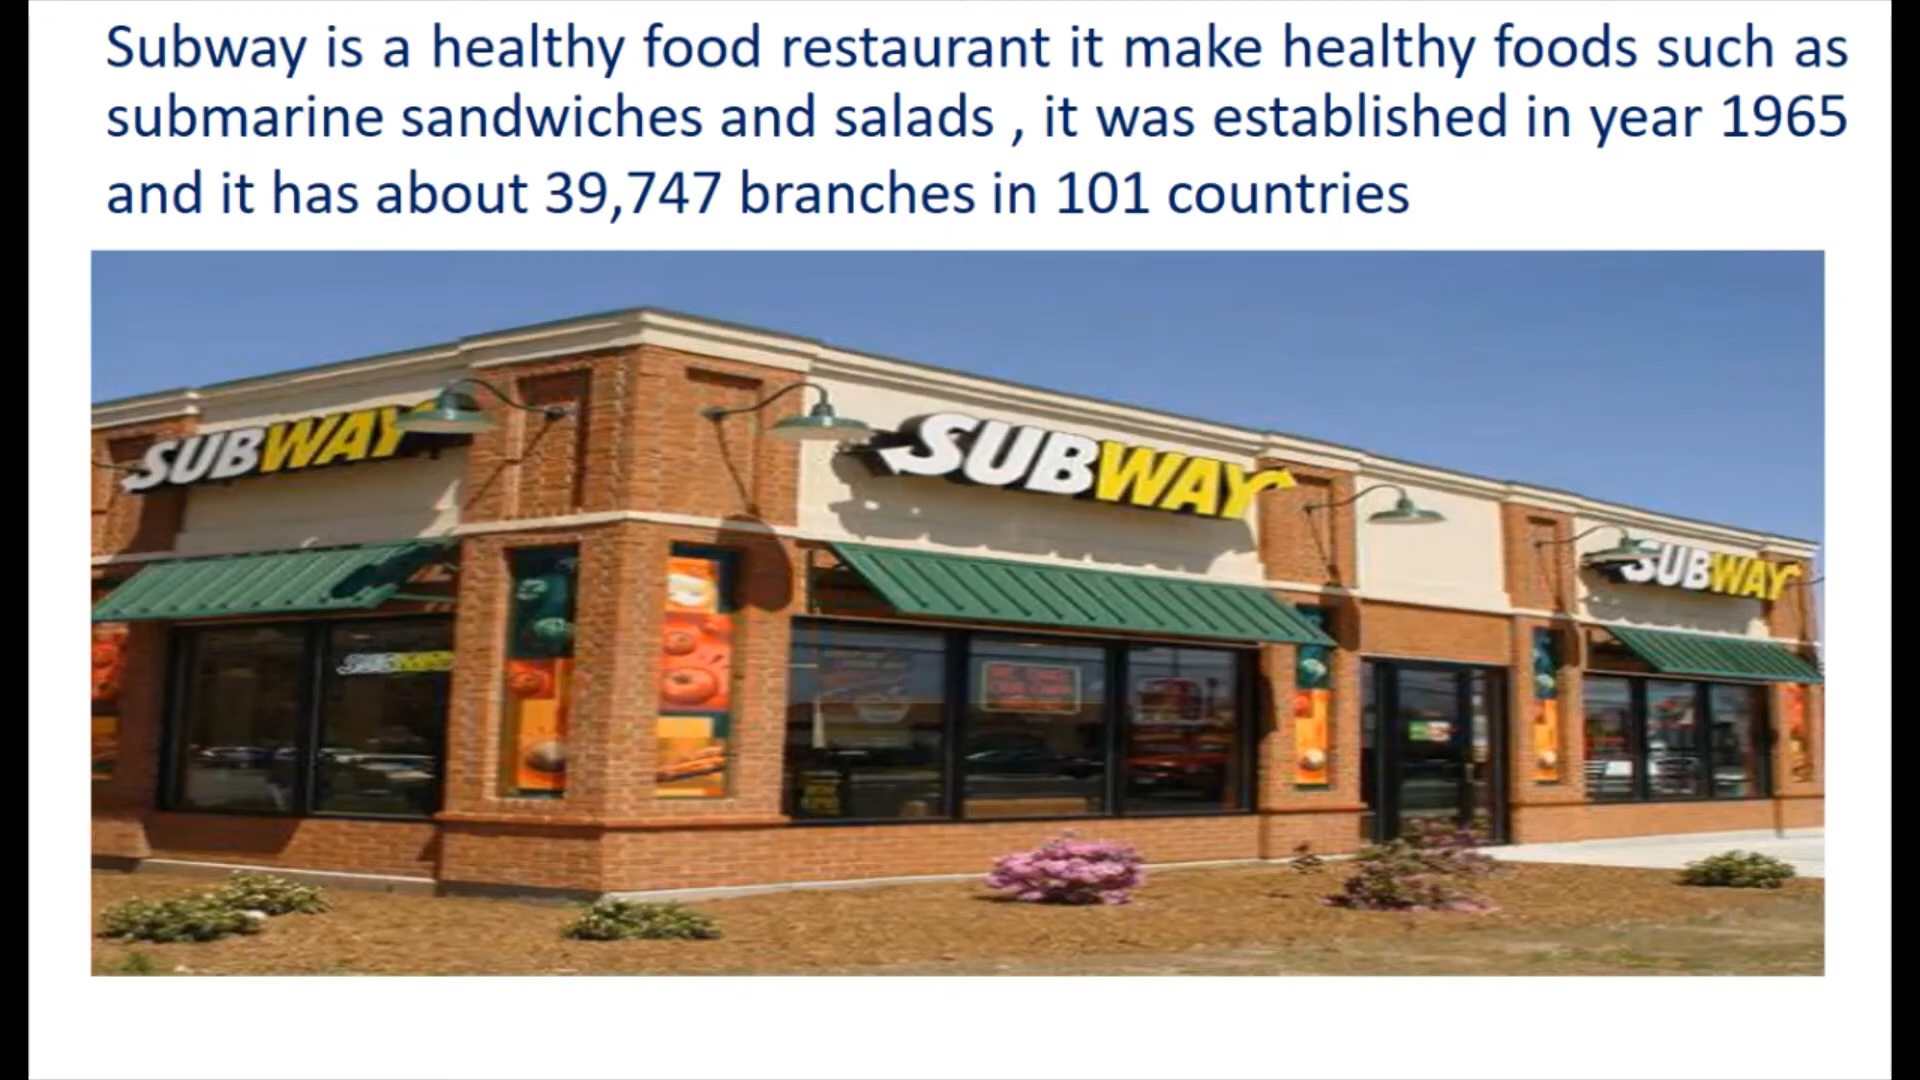 Subway is a healthy food restaurant it make healthy foods such as
submarine sandwiches and salads , it was established in year 1965
and it has about 39,747 branches in 101 countries
SUBWAY
SUBWAY
SUBWAY
SUBWAY